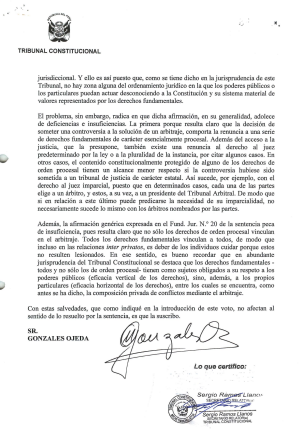 TRIBUNAL CONSTITUCIONAL
jurisdiccional. Y ello es así puesto que, como se tiene dicho en la jurisprudencia de este
Tribunal, no hay zona alguna del ordenamiento jurídico en la que los poderes públicos o
los particulares puedan actuar desconociendo a la Constitución y su sistema material de
valores representados por los derechos fundamentales.
El problema, sin embargo, radica en que dicha afirmación, en su generalidad, adolece
de deficiencias e insuficiencias. La primera porque resulta claro que la decisión de
someter una controversia a la solución de un arbitraje, comporta la renuncia a una serie
de derechos fundamentales de carácter esencialmente procesal. Además del acceso a la
justicia, que la presupone, también existe una renuncia al derecho al juez
predeterminado por la ley o a la pluralidad de la instancia, por citar algunos casos. En
otros casos, el contenido constitucionalmente protegido de alguno de los derechos de
orden procesal tienen un alcance menor respecto si la controversia hubiese sido
sometida a un tribunal de justicia de carácter estatal. Así sucede, por ejemplo, con el
derecho al juez imparcial, puesto que en determinados casos, cada una de las partes
elige a un árbitro, y estos, a su vez, a un presidente del Tribunal Arbitral. De modo que
si en relación a este último puede predicarse la necesidad de su imparcialidad, no
necesariamente sucede lo mismo con los árbitros nombrados por las partes.
Además, la afirmación genérica expresada en el Fund. Jur. N.º 20 de la sentencia peca
de insuficiencia, pues resulta claro que no sólo los derechos de orden procesal vinculan
en el arbitraje. Todos los derechos fundamentales vinculan a todos, de modo que
incluso en las relaciones inter privatos, es deber de los individuos cuidar porque estos
no resulten lesionados. En ese sentido, es bueno recordar que en abundante
jurisprudencia del Tribunal Constitucional se destaca que los derechos fundamentales -
todos y no sólo los de orden procesal- tienen como sujetos obligados a su respeto a los
poderes públicos (eficacia vertical de los derechos), sino, además, a los propios
particulares (eficacia horizontal de los derechos), entre los cuales se encuentra, como
antes se ha dicho, la composición privada de conflictos mediante el arbitraje.
Con estas salvedades, que como indiqué en la introducción de este voto, no afectan al
sentido de lo resuelto por la sentencia, es que la suscribo.
SR.
GONZALES OJEDA
Lo que certifico:
Sergio Ramos Llanos
SECRETARIO RELATOR
TRIBUNAL CONSTITUCIONAL